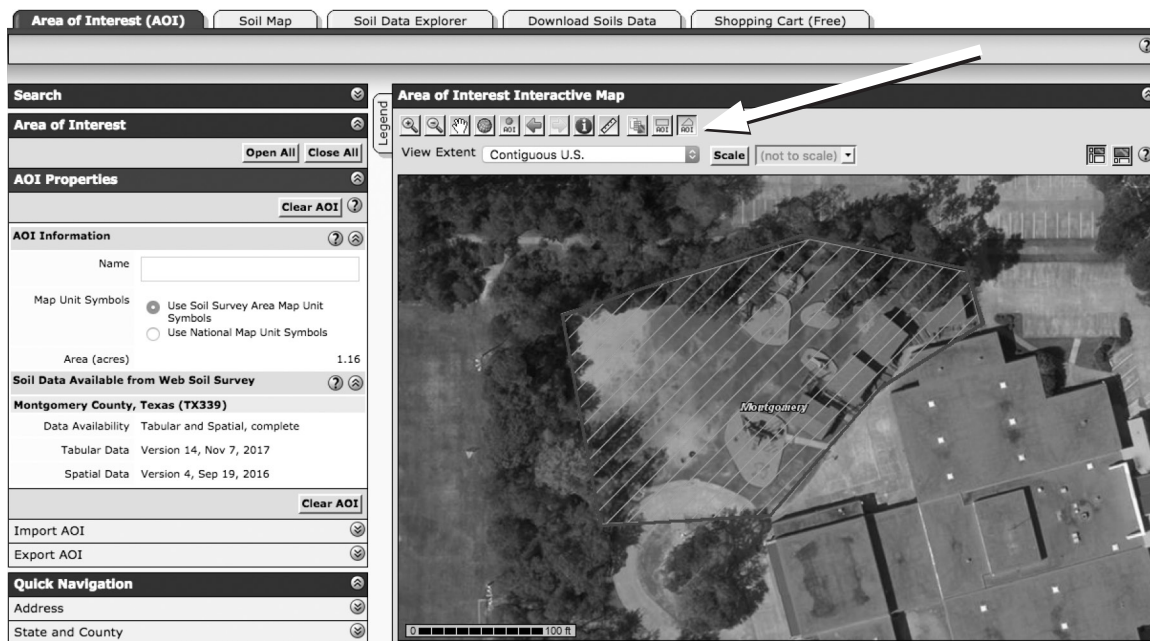 Area of Interest (AOI)
Soil Map
Soil Data Explorer
Download Soils Data
Shopping Cart (Free)
Search
Area of Interest
Open All
Close All
AOI Properties
Clear AOI
AOI Information
Name
Map Unit Symbols
Use Soil Survey Area Map Unit
Symbols
Use National Map Unit Symbols
Area (acres) 1.16
Soil Data Available from Web Soil Survey
Montgomery County, Texas (TX339)
Data Availability Tabular and Spatial, complete
Tabular Data Version 14, Nov 7, 2017
Spatial Data Version 4, Sep 19, 2016
Clear AOI
Import AOI
Export AOI
Quick Navigation
Address
State and County
Legend
Area of Interest Interactive Map
AOI
AOI
AOI
View Extent Contiguous U.S. Scale (not to scale)
Montgomery
0 100 ft